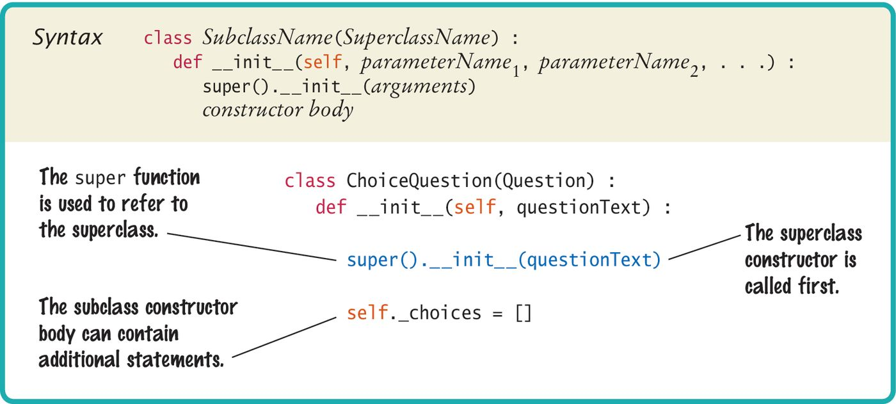 Syntax
class SubclassName(SuperclassName) :
def __init__(self, parameterName1, parameterName2, . . .) :
super().__init__(arguments)
constructor body
The super function
is used to refer to
the superclass.
class ChoiceQuestion(Question) :
def __init__(self, questionText) :
super().__init__(questionText)
The superclass
constructor is
called first.
The subclass constructor
body can contain
additional statements.
self._choices = []